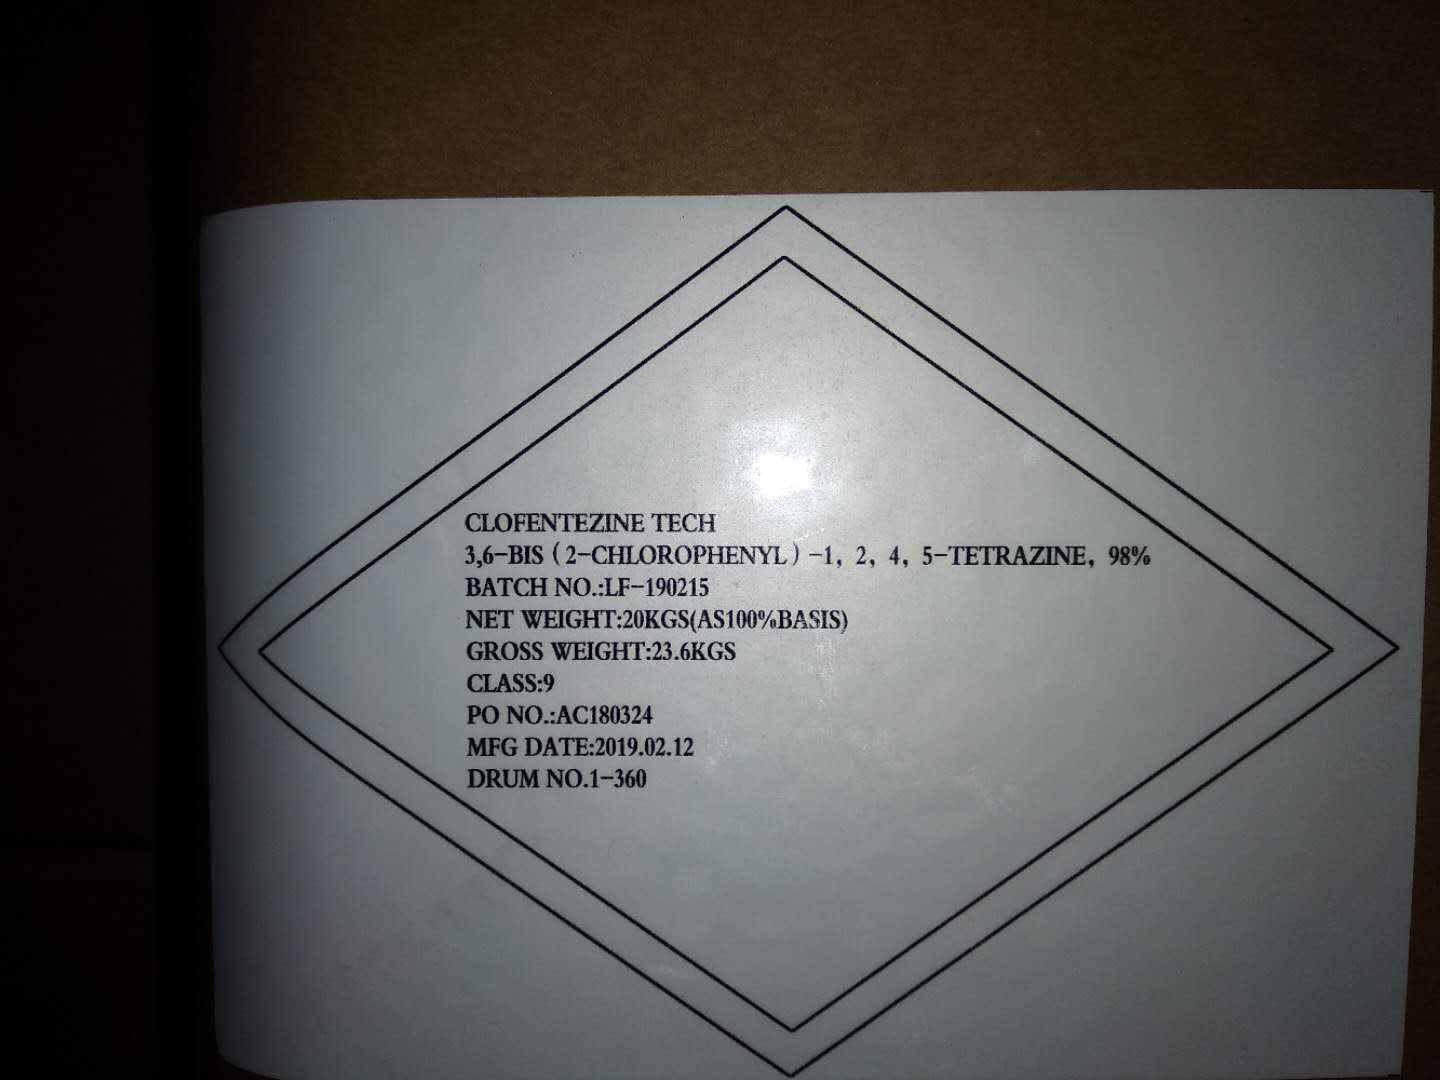 CLOFENTEZINE TECH
3,6-BIS（2-CHLOROPHENYL）-1，2，4，5-TETRAZINE，98%
BATCH NO.:LF-190215
NET WEIGHT:20KGS(AS100%BASIS)
GROSS WEIGHT:23.6KGS
CLASS:9
PO NO.:AC180324
MFG DATE:2019.02.12
DRUM NO.1-360